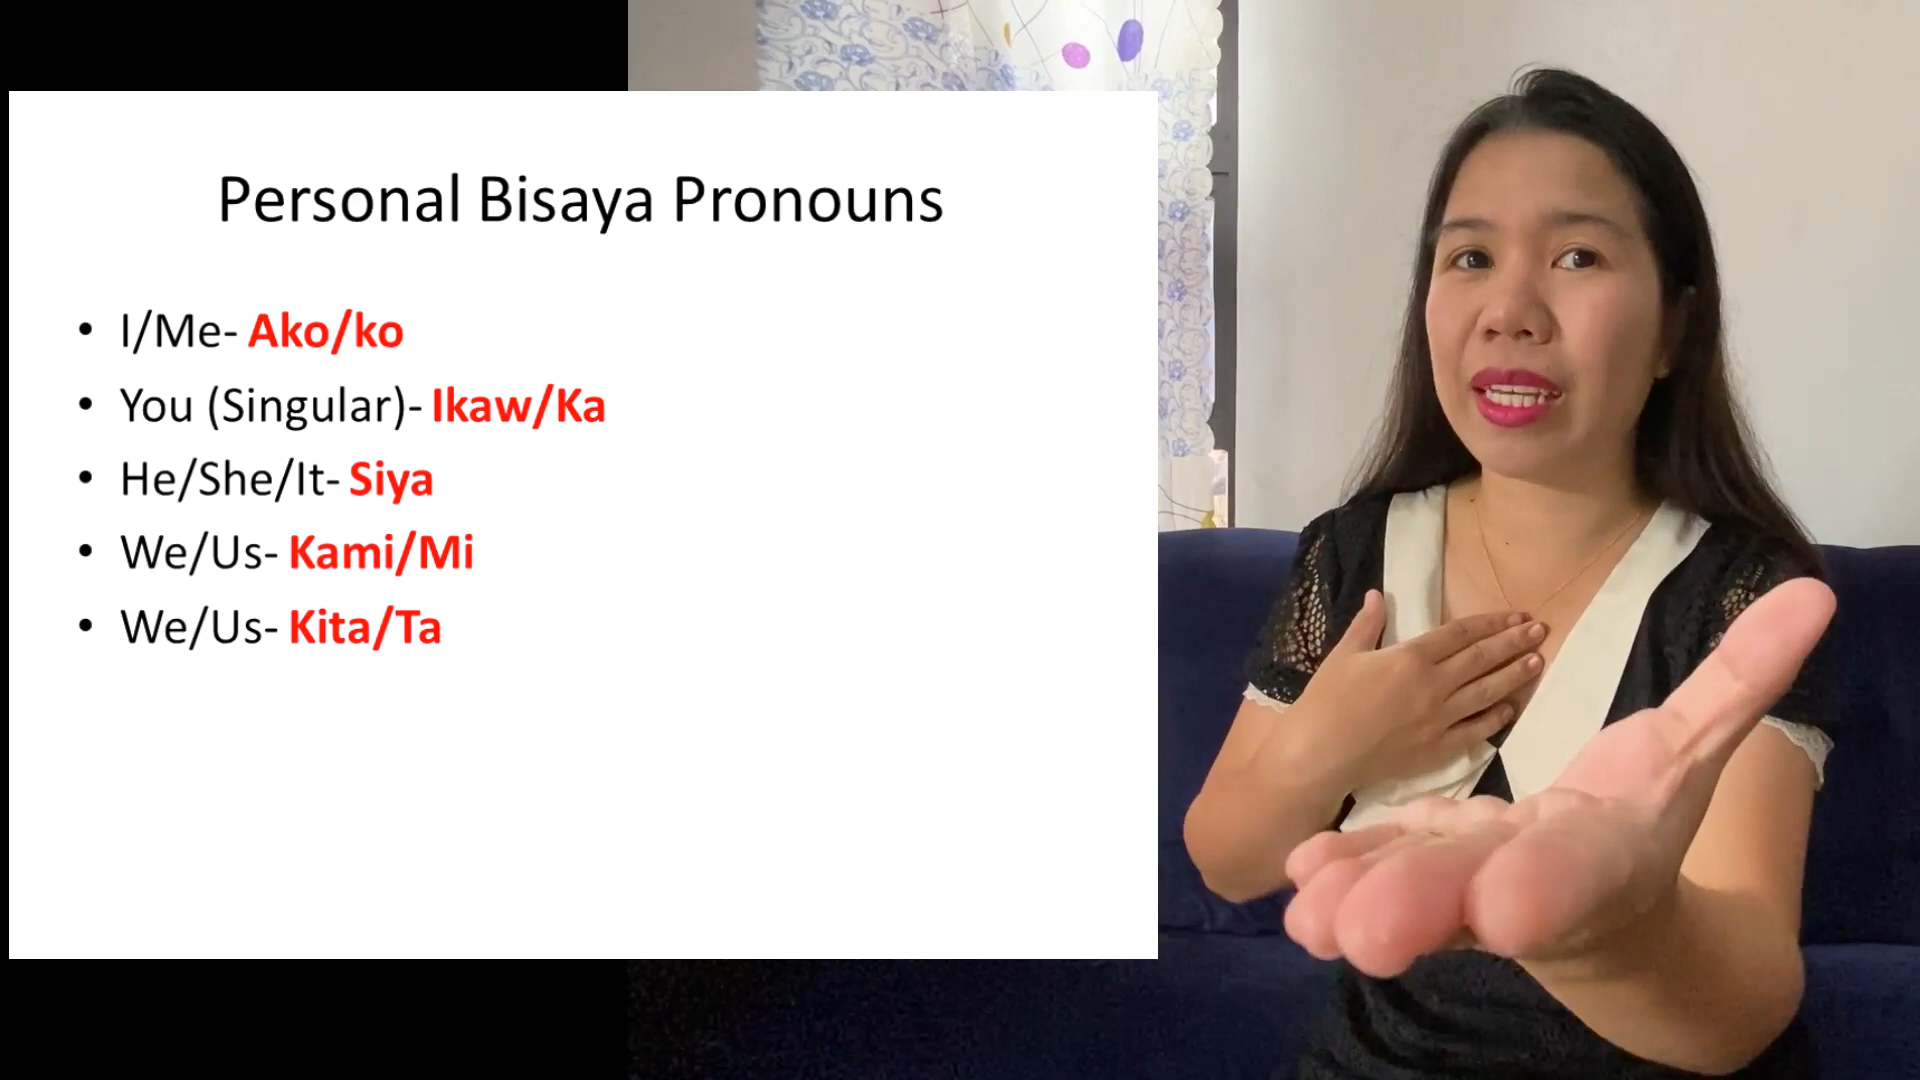 Personal Bisaya Pronouns
• I/Me- Ako/ko
• You (Singular)- Ikaw/Ka
• He/She/It- Siya
• We/Us- Kami/Mi
• We/Us- Kita/Ta